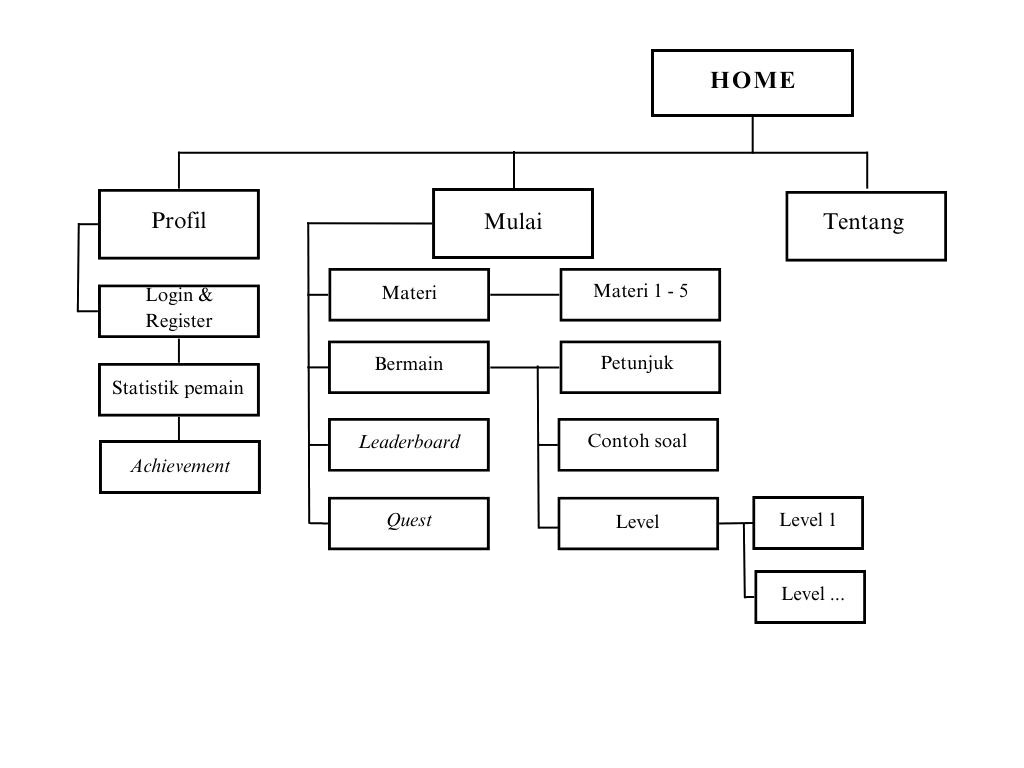 HOME
Profil
Mulai
Tentang
Login &
Register
Statistik pemain
Achievement
Materi
Materi 1 - 5
Bermain
Petunjuk
Leaderboard
Contoh soal
Quest
Level
Level 1
Level ...